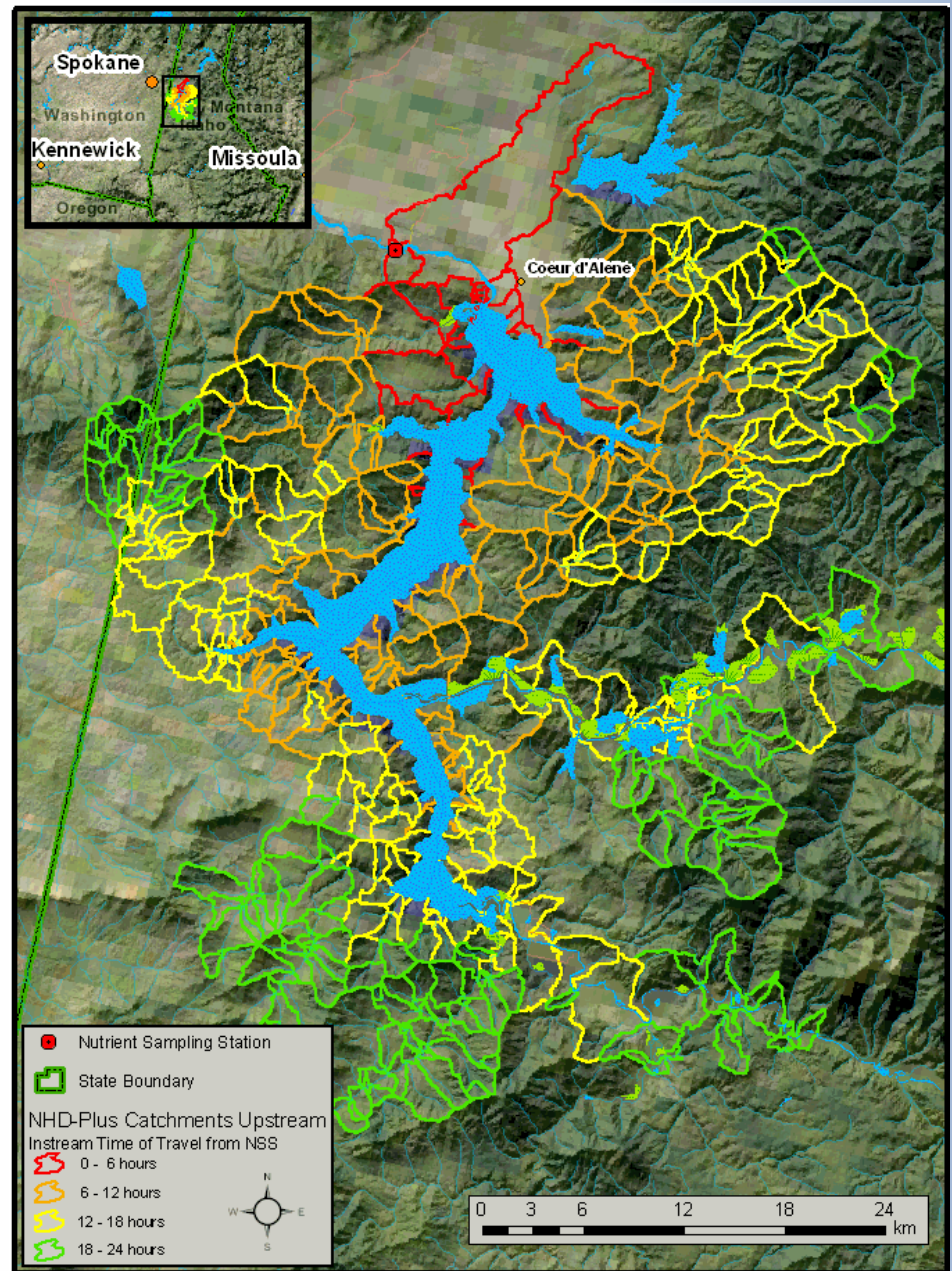 Spokane
Washington
Montana
Idaho
Kennewick
Missoula
Oregon
Coeur d'Alene
Nutrient Sampling Station
State Boundary
NHD-Plus Catchments Upstream
Instream Time of Travel from NSS
0 - 6 hours
6 - 12 hours
12 - 18 hours
18 - 24 hours
N
W E
S
0 3 6 12 18 24
km